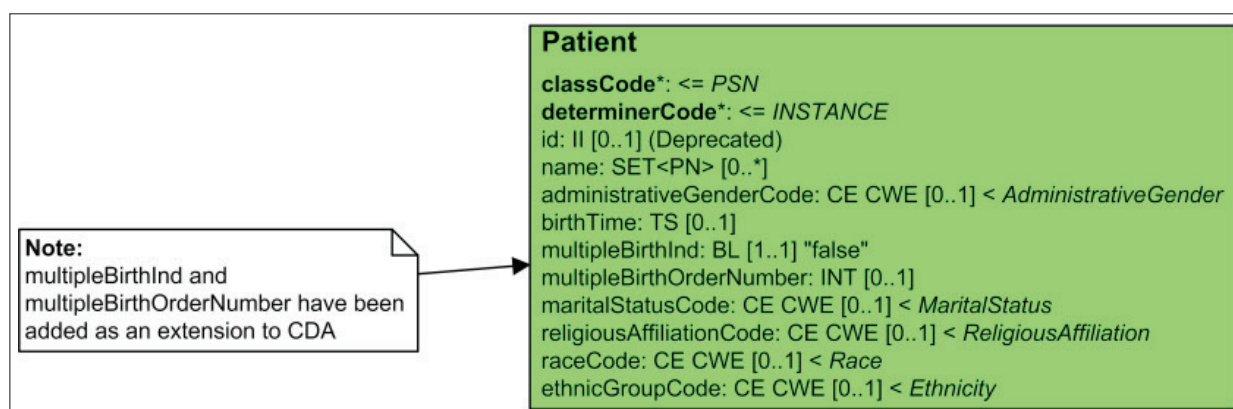 Patient
classCode*: <= PSN
determinerCode*: <= INSTANCE
id: II [0..1] (Deprecated)
name: SET<PN> [0..*]
administrativeGenderCode: CE CWE [0..1] < AdministrativeGender
birthTime: TS [0..1]
multipleBirthInd: BL [1..1] "false"
multipleBirthOrderNumber: INT [0..1]
maritalStatusCode: CE CWE [0..1] < MaritalStatus
religiousAffiliationCode: CE CWE [0..1] < ReligiousAffiliation
raceCode: CE CWE [0..1] < Race
ethnicGroupCode: CE CWE [0..1] < Ethnicity
Note:
multipleBirthInd and
multipleBirthOrderNumber have been
added as an extension to CDA